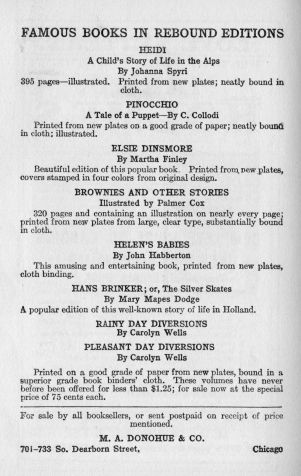 FAMOUS BOOKS IN REBOUND EDITIONS
HEIDI
A Child's Story of Life in the Alps
By Johanna Spyri
395 pages—illustrated. Printed from new plates; neatly bound in
cloth.
PINOCCHIO
A Tale of a Puppet—By C. Collodi
Printed from new plates on a good grade of paper; neatly bound
in cloth; illustrated.
ELSIE DINSMORE
By Martha Finley
Beautiful edition of this popular book. Printed from new plates,
covers stamped in four colors from original design.
BROWNIES AND OTHER STORIES
Illustrated by Palmer Cox
320 pages and containing an illustration on nearly every page;
printed from new plates from large, clear type, substantially bound
in cloth.
HELEN'S BABIES
By John Habberton
This amusing and entertaining book, printed from new plates,
cloth binding.
HANS BRINKER; or, The Silver Skates
By Mary Mapes Dodge
A popular edition of this well-known story of life in Holland.
RAINY DAY DIVERSIONS
By Carolyn Wells
PLEASANT DAY DIVERSIONS
By Carolyn Wells
Printed on a good grade of paper from new plates, bound in a
superior grade book binders' cloth. These volumes have never
before been offered for less than $1.25; for sale now at the special
price of 75 cents each.
For sale by all booksellers, or sent postpaid on receipt of price
mentioned.
M. A. DONOHUE & CO.
701-733 So. Dearborn Street, Chicago